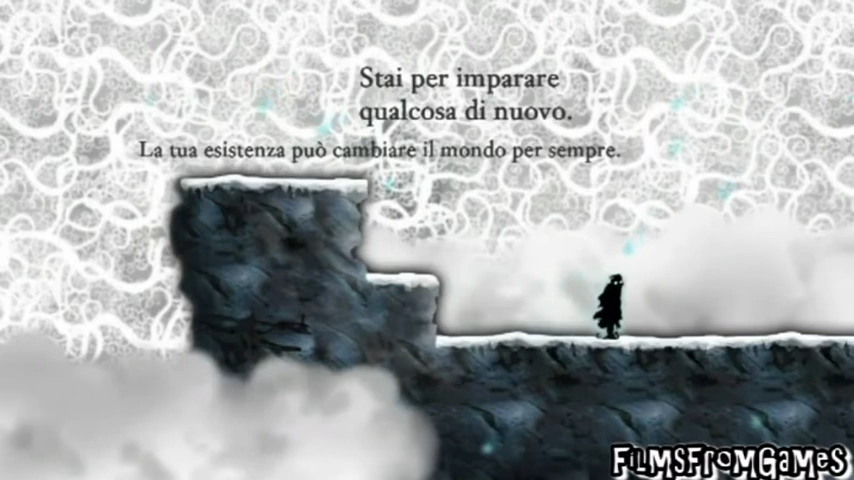 Stai per imparare
qualcosa di nuovo.
La tua esistenza può cambiare il mondo per sempre.
FiLMSFROMGAMES